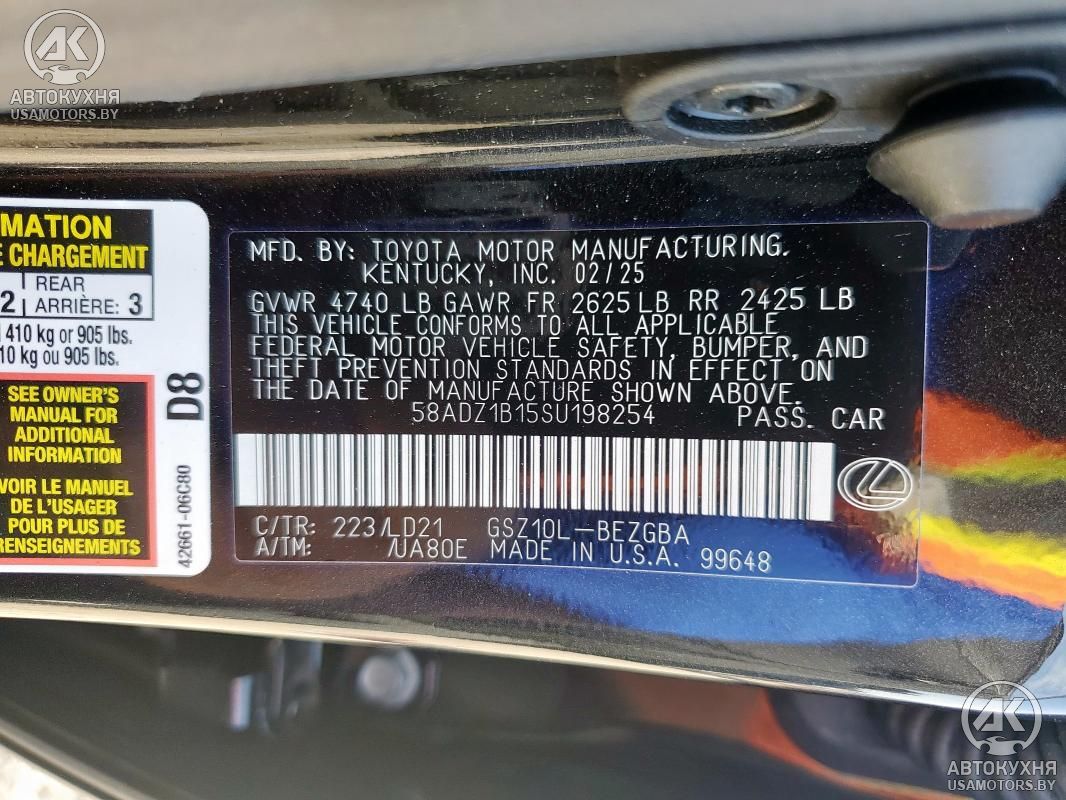 АК
АВТОКУХНЯ
USAMOTORS.BY
MATION
E CHARGEMENT
2 REAR
ARRIÈRE: 3
410 kg or 905 lbs.
10 kg ou 905 lbs.
SEE OWNER'S
MANUAL FOR
ADDITIONAL
INFORMATION
VOIR LE MANUEL
DE L'USAGER
POUR PLUS DE
RENSEIGNEMENTS
D8
42661-06C80
MFD. BY: TOYOTA MOTOR MANUFACTURING.
KENTUCKY, INC. 02/25
GVWR 4740 LB GAWR FR 2625 LB RR 2425 LB
THIS VEHICLE CONFORMS TO ALL APPLICABLE
FEDERAL MOTOR VEHICLE SAFETY, BUMPER, AND
THEFT PREVENTION STANDARDS IN EFFECT ON
THE DATE OF MANUFACTURE SHOWN ABOVE.
58ADZ1B15SU198254 PASS. CAR
C/TR: 223/LD21 GSZ10L-BEZGBA
A/TM: /UA80E MADE IN U.S.A. 99648
АК
АВТОКУХНЯ
USAMOTORS.BY